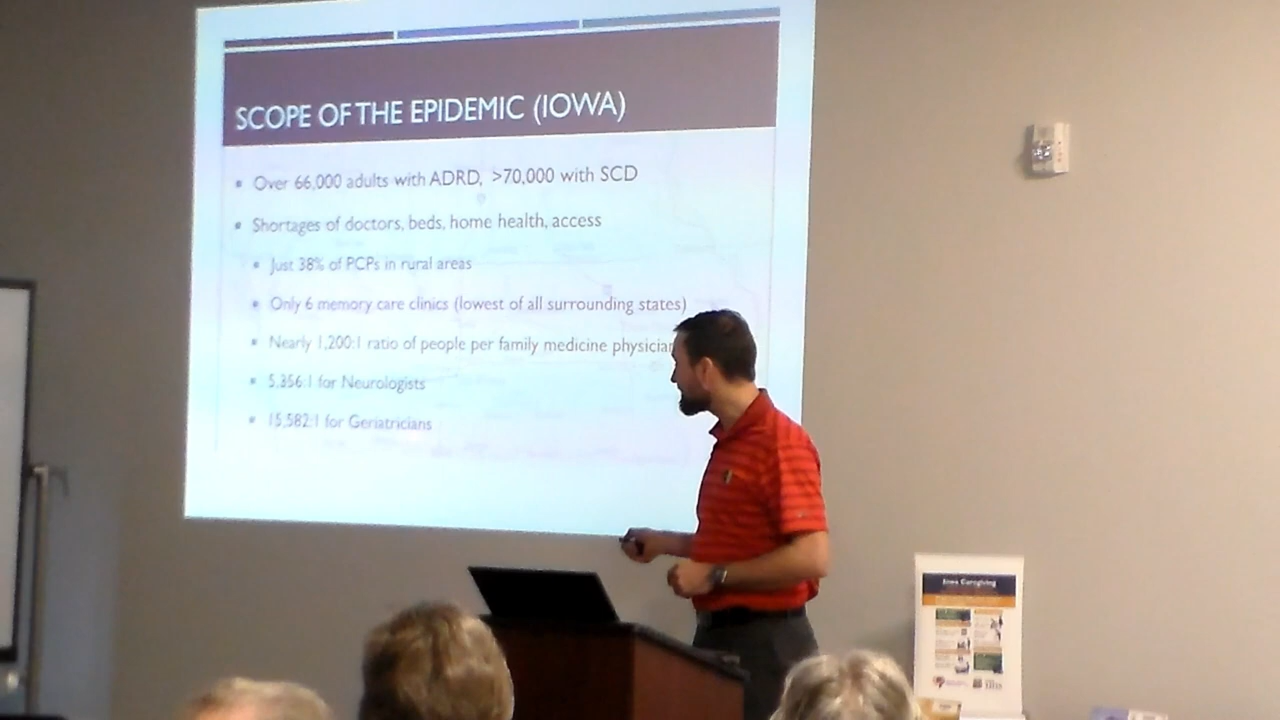 SCOPE OF THE EPIDEMIC (IOWA)
Over 66,000 adults with ADRD, >70,000 with SCD
Shortages of doctors, beds, home health, access
Just 38% of PCPs in rural areas
Only 6 memory care clinics (lowest of all surrounding states)
Nearly 1,200:1 ratio of people per family medicine physician
5,356:1 for Neurologists
15,582:1 for Geriatricians
Iowa Caregiving